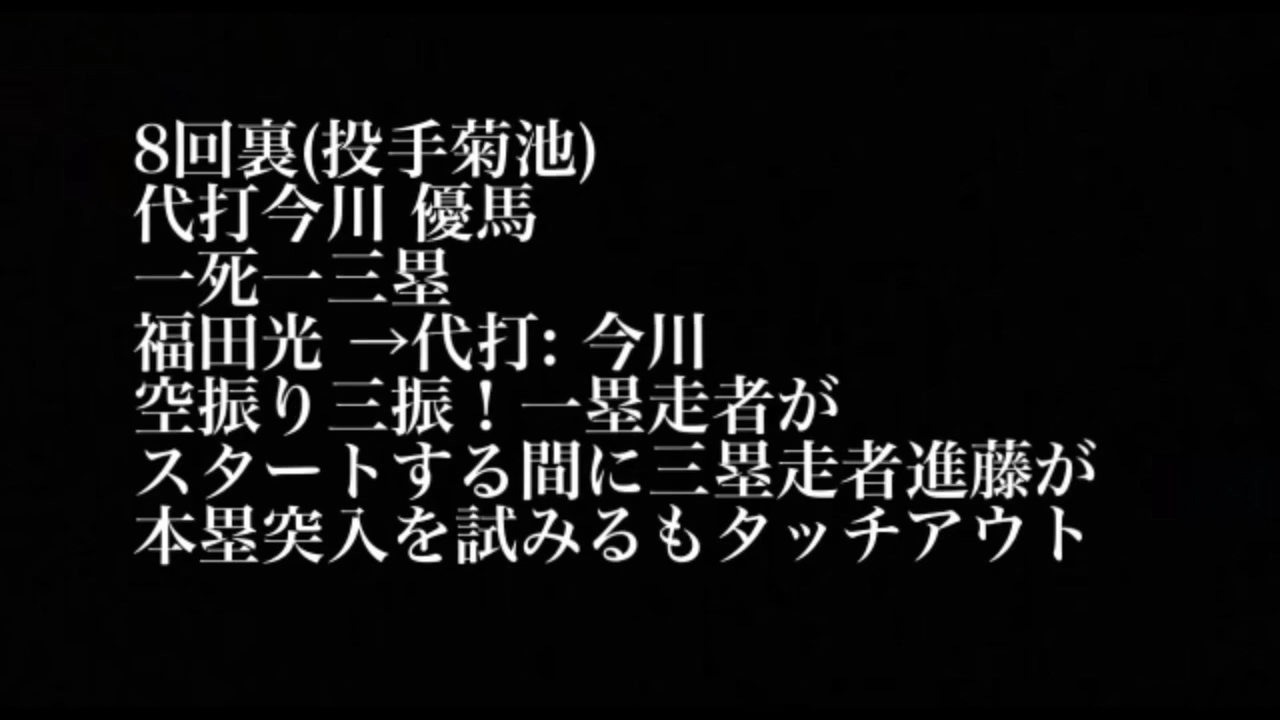 8回裏(投手菊池)
代打今川 優馬
一死一三塁
福田光 →代打: 今川
空振り三振！一塁走者が
スタートする間に三塁走者進藤が
本塁突入を試みるもタッチアウト